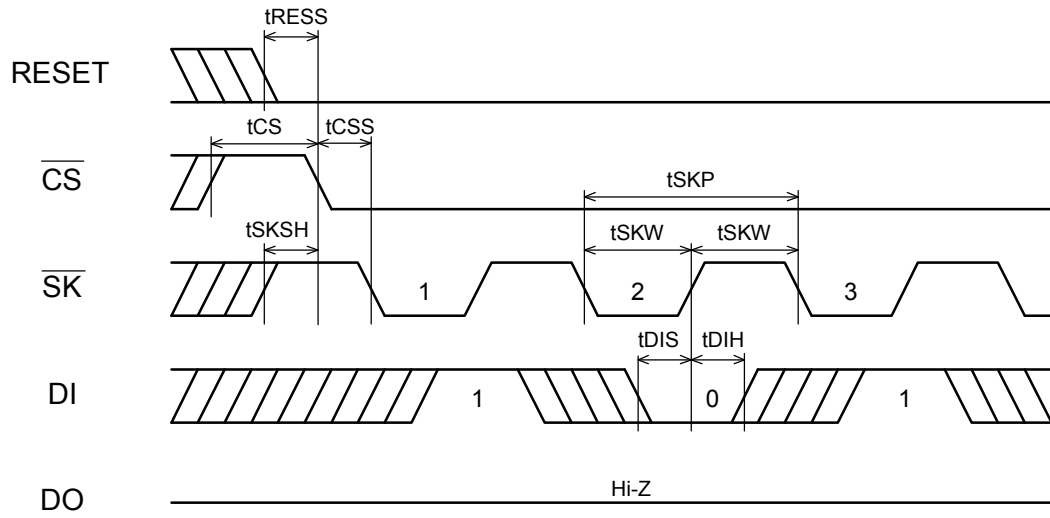 tRESS
RESET
tCS
tCSS
CS
tSKP
tSKSH
tSKW
tSKW
SK
1
2
3
tDIS
tDIH
DI
1
0
1
Hi-Z
DO